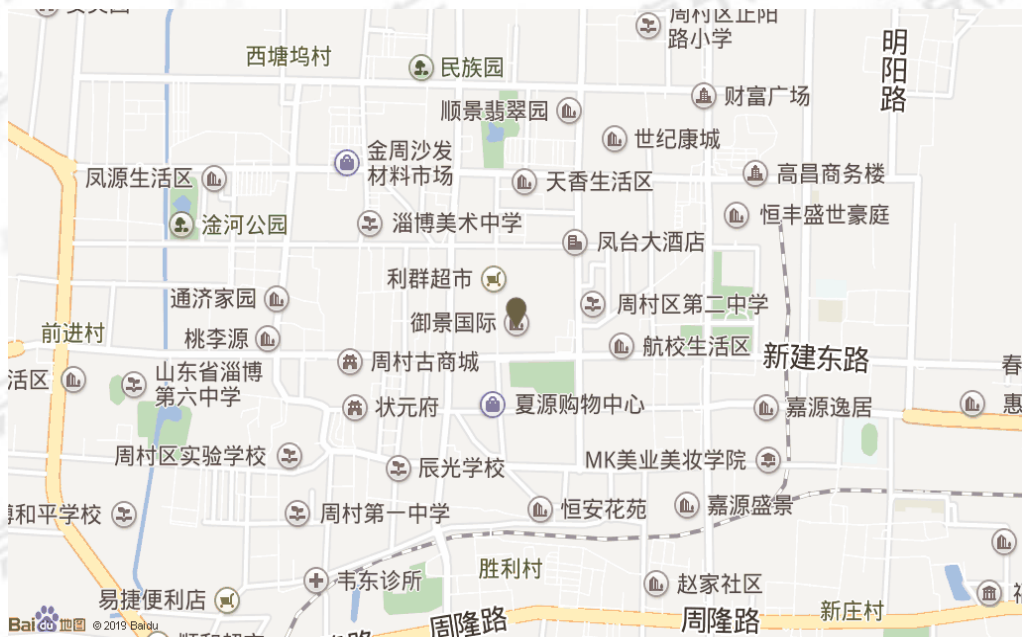 周村区正阳
路小学
明
阳
路
西塘坞村
民族园
财富广场
顺景翡翠园
世纪康城
金周沙发
材料市场
凤源生活区
天香生活区
高昌商务楼
恒丰盛世豪庭
淦河公园
淄博美术中学
凤台大酒店
利群超市
通济家园
周村区第二中学
御景国际
前进村
桃李源
航校生活区
新建东路
周村古商城
春
活区
山东省淄博
第六中学
状元府
夏源购物中心
嘉源逸居
惠
周村区实验学校
辰光学校
MK美业美妆学院
博和平学校
周村第一中学
恒安花苑
嘉源盛景
胜利村
韦东诊所
赵家社区
易捷便利店
新庄村
周隆路
周隆路
Bai du 地图 © 2019 Baidu